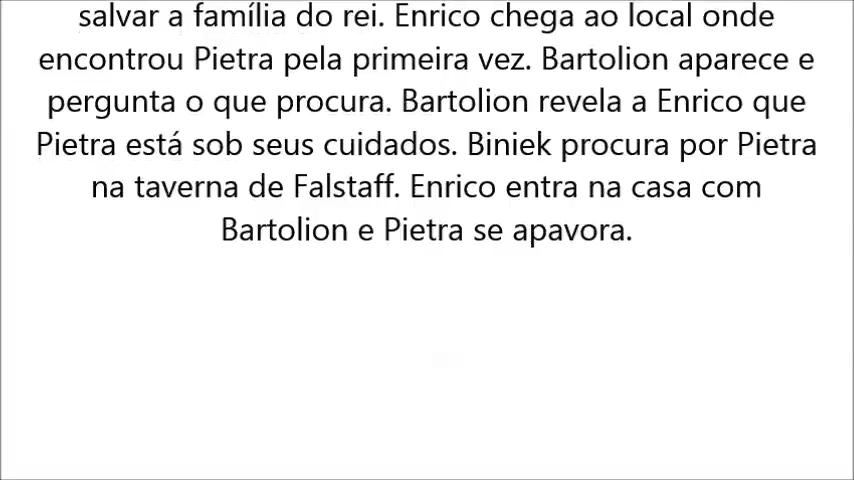 salvar a família do rei. Enrico chega ao local onde
encontrou Pietra pela primeira vez. Bartolion aparece e
pergunta o que procura. Bartolion revela a Enrico que
Pietra está sob seus cuidados. Biniek procura por Pietra
na taverna de Falstaff. Enrico entra na casa com
Bartolion e Pietra se apavora.